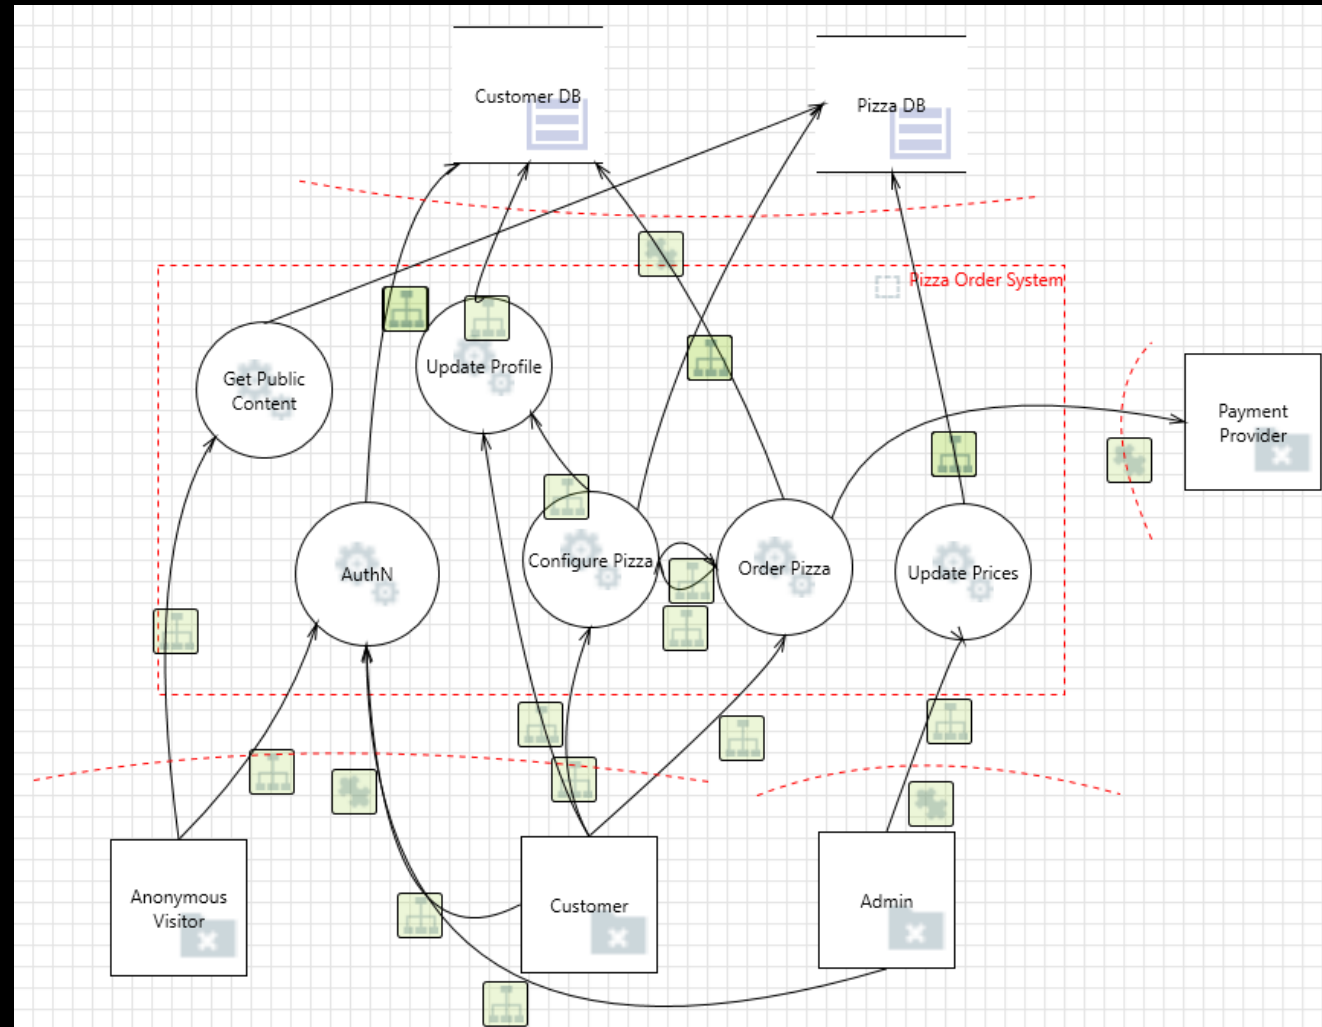 Customer DB
Pizza DB
Pizza Order System
Get Public
Content
Update Profile
Payment
Provider
AuthN
Configure Pizza
Order Pizza
Update Prices
Anonymous
Visitor
Customer
Admin